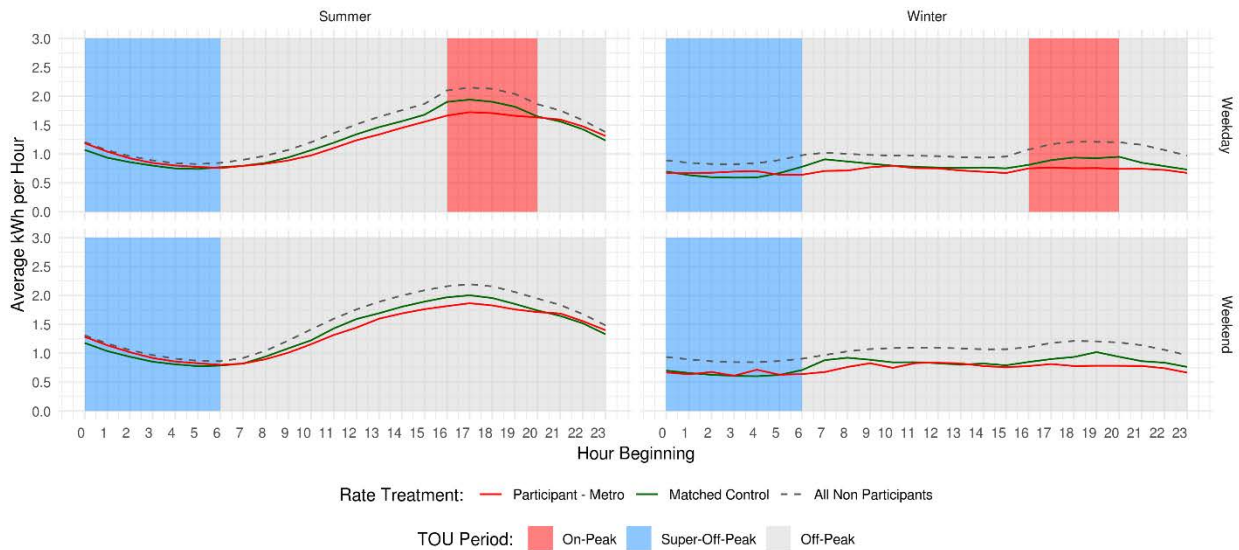 Summer
Winter
3.0
2.5
2.0
1.5
1.0
0.5
0.0
Weekday
3.0
2.5
2.0
1.5
1.0
0.5
0.0
Weekend
Average kWh per Hour
0 1 2 3 4 5 6 7 8 9 10 11 12 13 14 15 16 17 18 19 20 21 22 23
0 1 2 3 4 5 6 7 8 9 10 11 12 13 14 15 16 17 18 19 20 21 22 23
Hour Beginning
Rate Treatment: Participant - Metro Matched Control All Non Participants
TOU Period: On-Peak Super-Off-Peak Off-Peak